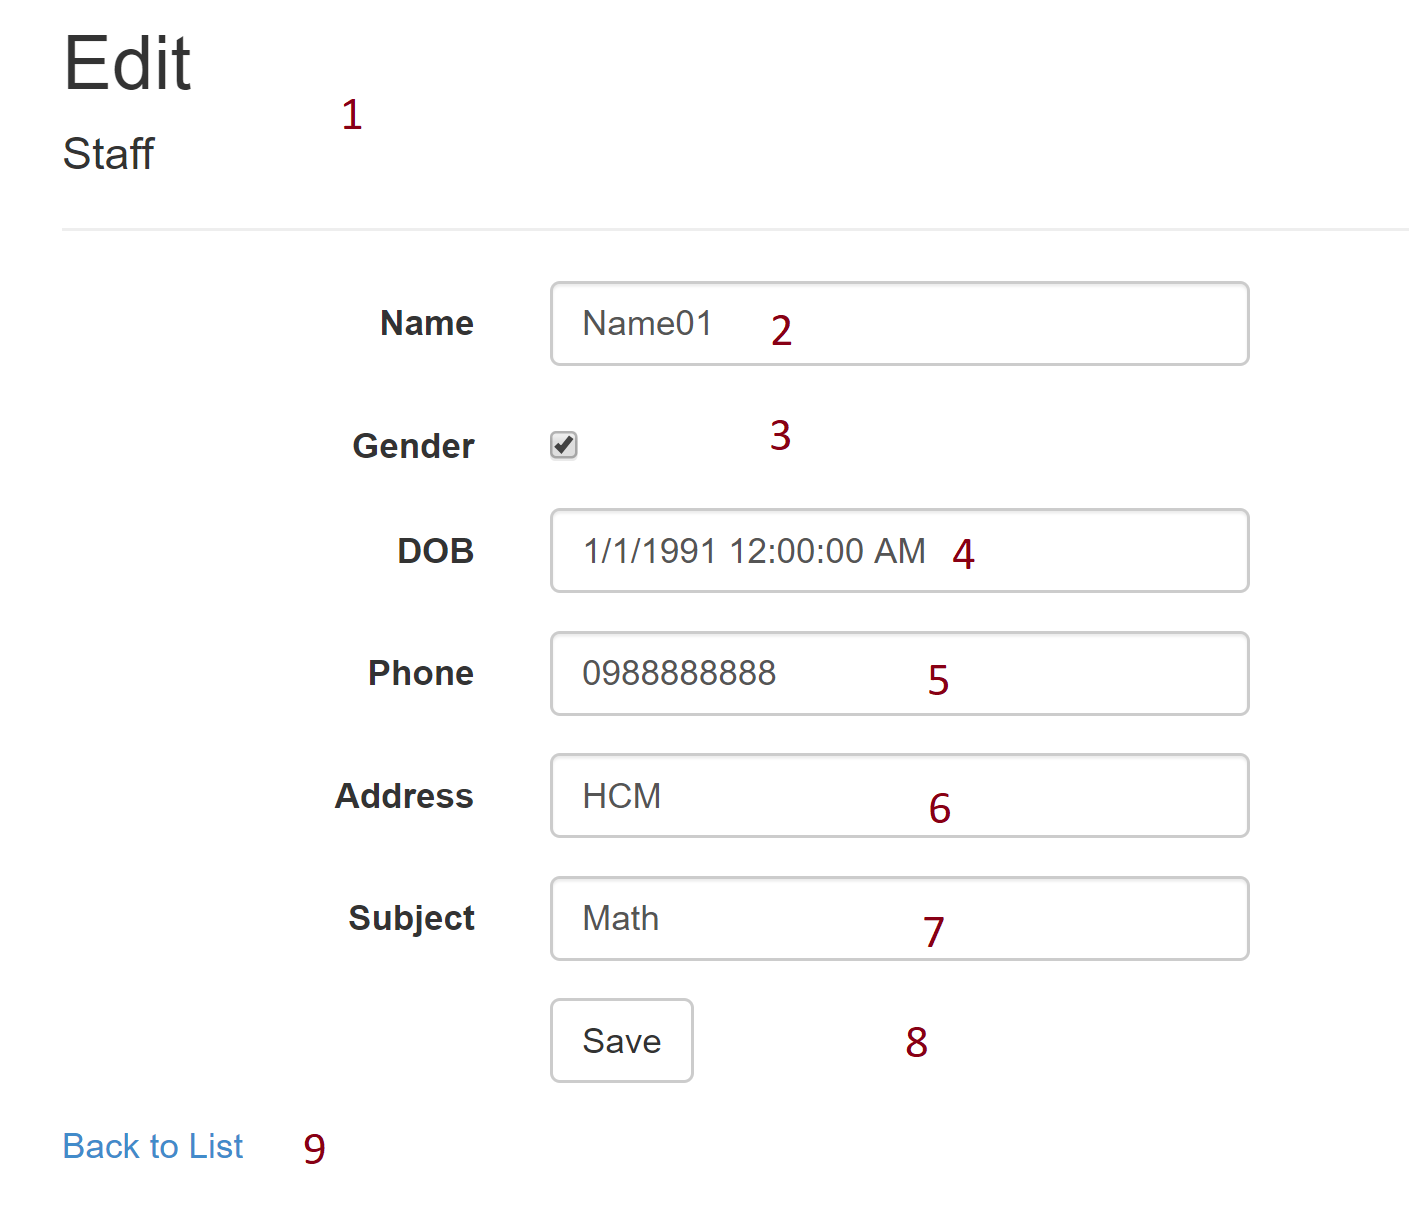 Edit
1
Staff
Name Name01 2
Gender 3
DOB 1/1/1991 12:00:00 AM 4
Phone 0988888888 5
Address HCM 6
Subject Math 7
Save 8
Back to List 9